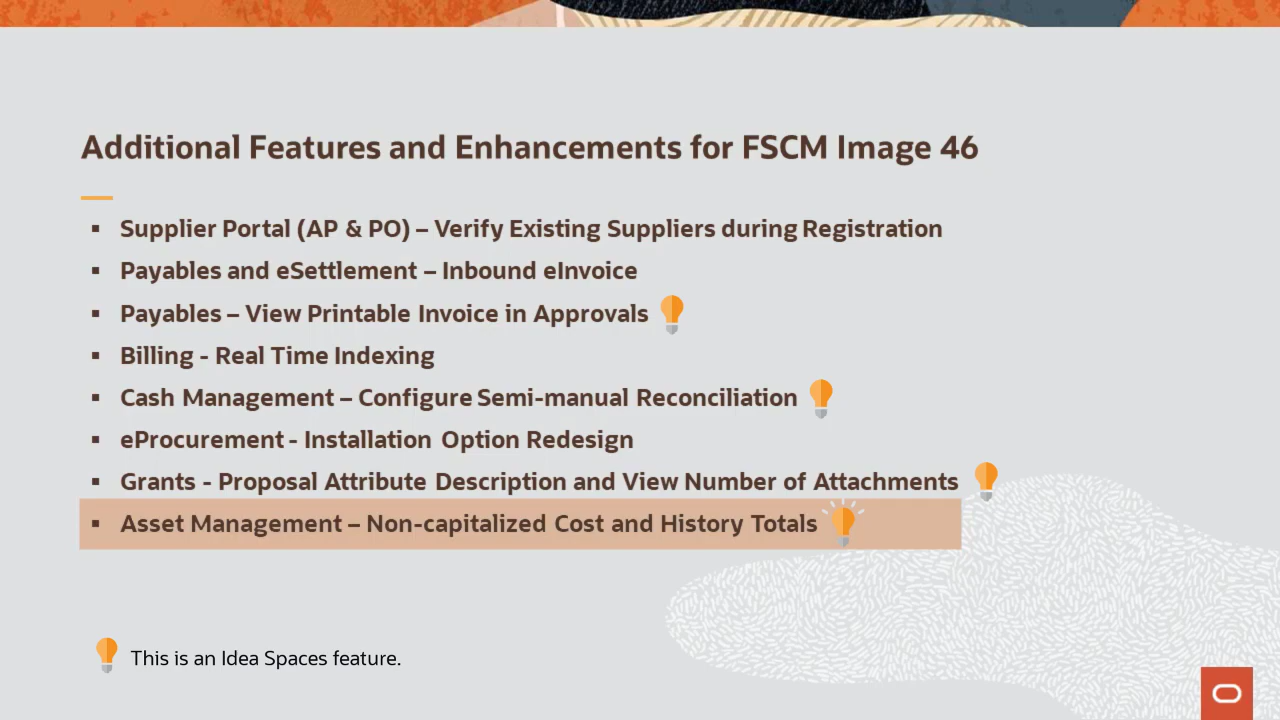 Additional Features and Enhancements for FSCM Image 46
▪ Supplier Portal (AP & PO) – Verify Existing Suppliers during Registration
▪ Payables and eSettlement – Inbound eInvoice
▪ Payables – View Printable Invoice in Approvals
▪ Billing - Real Time Indexing
▪ Cash Management – Configure Semi-manual Reconciliation
▪ eProcurement - Installation Option Redesign
▪ Grants - Proposal Attribute Description and View Number of Attachments
▪ Asset Management – Non-capitalized Cost and History Totals
This is an Idea Spaces feature.